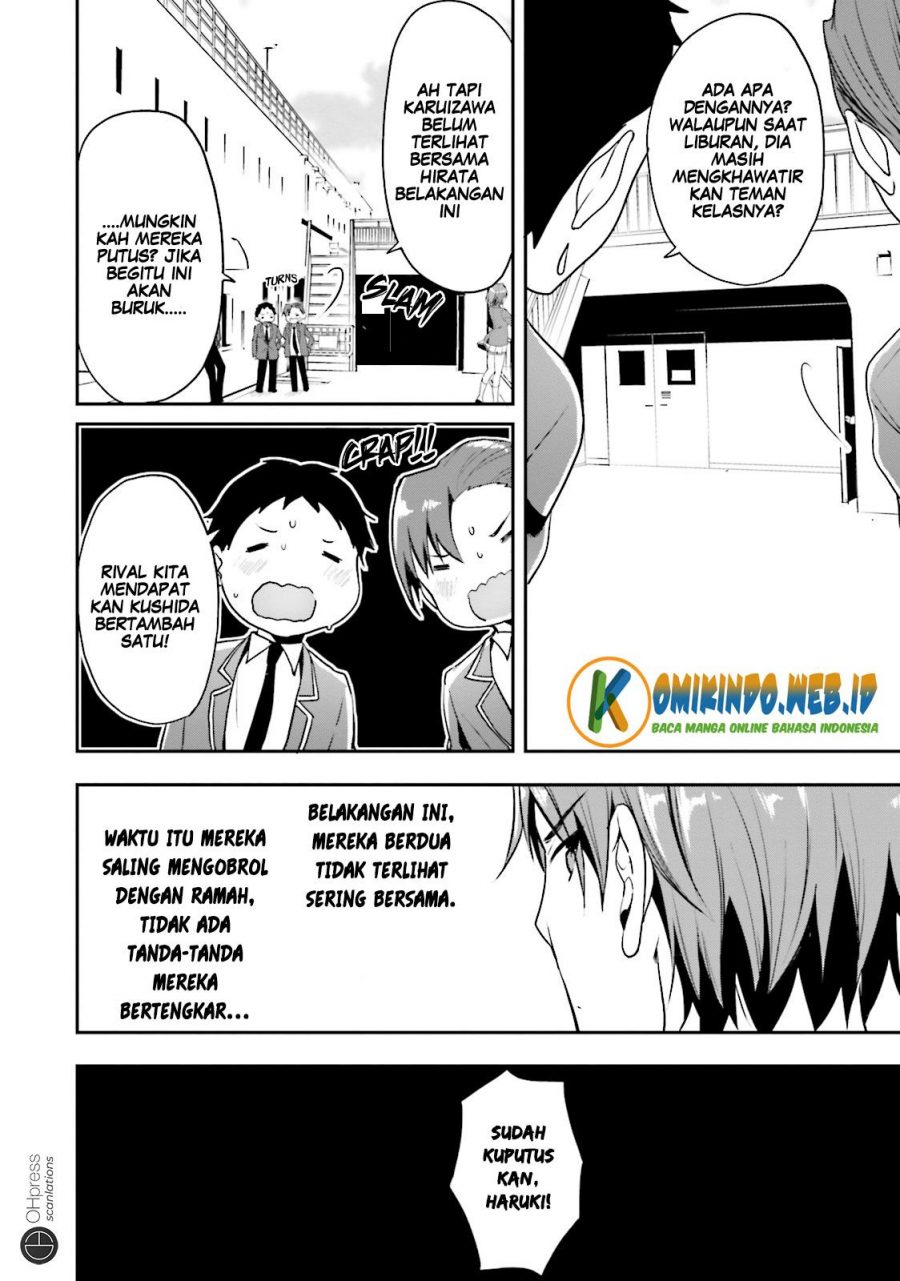 ADA APA
DENGANNYA?
WALAUPUN SAAT
LIBURAN, DIA
MASIH
MENGKHAWATIR
KAN TEMAN
KELASNYA?
AH TAPI
KARUIZAWA
BELUM
TERLIHAT
BERSAMA
HIRATA
BELAKANGAN
INI
....MUNGKIN
KAH MEREKA
PUTUS? JIKA
BEGITU INI
AKAN
BURUK.....
TURNS
SLAM
CRAP!!
RIVAL KITA
MENDAPAT
KAN KUSHIDA
BERTAMBAH
SATU!
KOMIKINDO.WEB.ID
BACA MANGA ONLINE BAHASA INDONESIA
BELAKANGAN INI,
MEREKA BERDUA
TIDAK TERLIHAT
SERING BERSAMA.
WAKTU ITU MEREKA
SALING MENGOBROL
DENGAN RAMAH,
TIDAK ADA
TANDA-TANDA
MEREKA
BERTENGKAR...
SUDAH
KUPUTUS
KAN,
HARUKI!
OHpress
scanlations